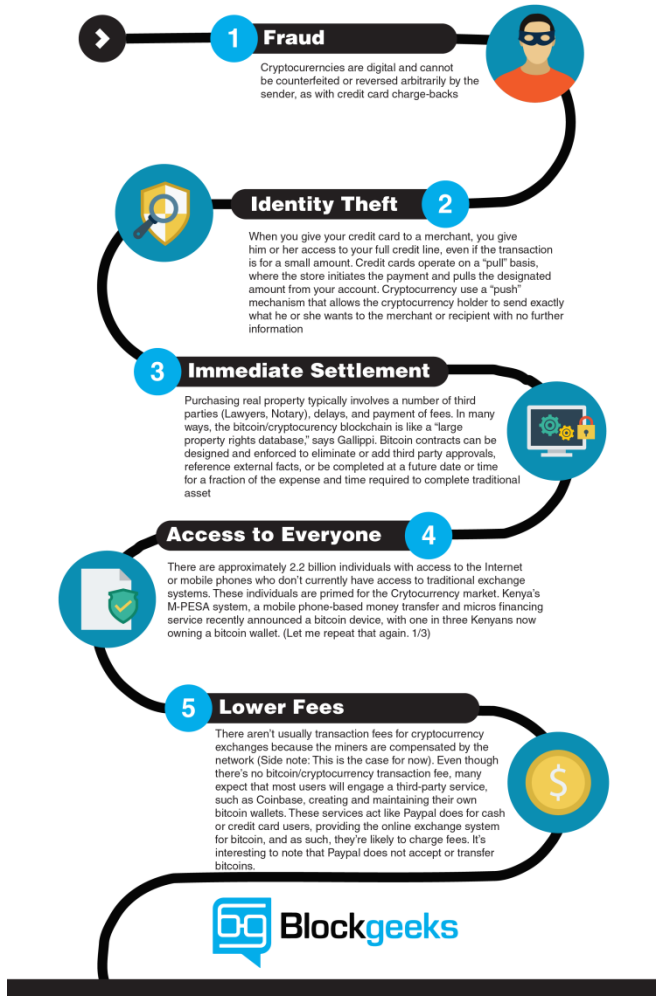 1 Fraud
Cryptocurerncies are digital and cannot
be counterfeited or reversed arbitrarily by the
sender, as with credit card charge-backs
Identity Theft 2
When you give your credit card to a merchant, you give
him or her access to your full credit line, even if the transaction
is for a small amount. Credit cards operate on a “pull” basis,
where the store initiates the payment and pulls the designated
amount from your account. Cryptocurrency use a “push”
mechanism that allows the cryptocurrency holder to send exactly
what he or she wants to the merchant or recipient with no further
information
3 Immediate Settlement
Purchasing real property typically involves a number of third
parties (Lawyers, Notary), delays, and payment of fees. In many
ways, the bitcoin/cryptocurency blockchain is like a “large
property rights database,” says Gallippi. Bitcoin contracts can be
designed and enforced to eliminate or add third party approvals,
reference external facts, or be completed at a future date or time
for a fraction of the expense and time required to complete traditional
asset
Access to Everyone 4
There are approximately 2.2 billion individuals with access to the Internet
or mobile phones who don’t currently have access to traditional exchange
systems. These individuals are primed for the Crytocurrency market. Kenya’s
M-PESA system, a mobile phone-based money transfer and micros financing
service recently announced a bitcoin device, with one in three Kenyans now
owning a bitcoin wallet. (Let me repeat that again. 1/3)
5 Lower Fees
There aren’t usually transaction fees for cryptocurrency
exchanges because the miners are compensated by the
network (Side note: This is the case for now). Even though
there’s no bitcoin/cryptocurrency transaction fee, many
expect that most users will engage a third-party service,
such as Coinbase, creating and maintaining their own
bitcoin wallets. These services act like Paypal does for cash
or credit card users, providing the online exchange system
for bitcoin, and as such, they’re likely to charge fees. It’s
interesting to note that Paypal does not accept or transfer
bitcoins.
$
Blockgeeks